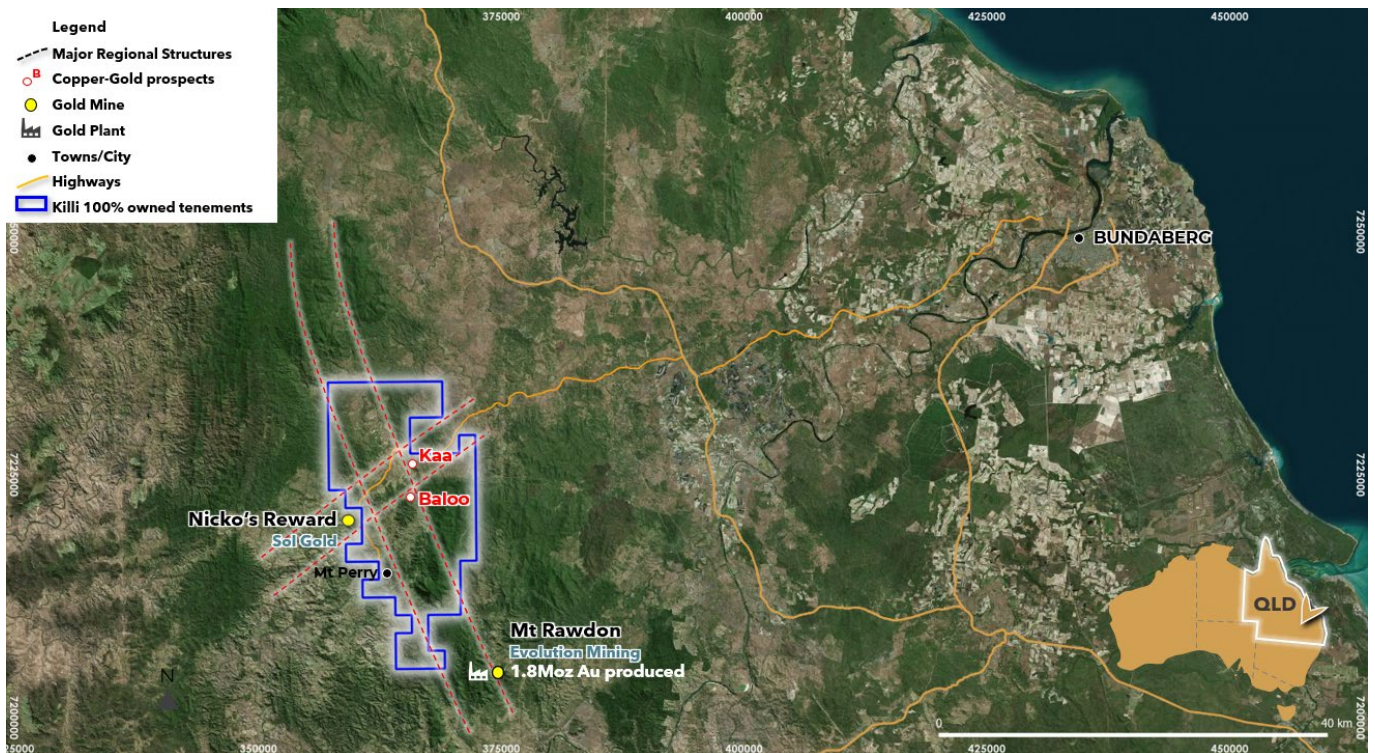 375000
400000
425000
450000
Legend
Major Regional Structures
B
Copper-Gold prospects
Gold Mine
Gold Plant
Towns/City
Highways
Killi 100% owned tenements
7250000
BUNDABERG
Kaa
7225000
7225000
Baloo
Nicko's Reward
Sol Gold
Mt Perry
QLD
Mt Rawdon
Evolution Mining
1.8Moz Au produced
N
7200000
7200000
0
40 km
350000
375000
400000
425000
450000